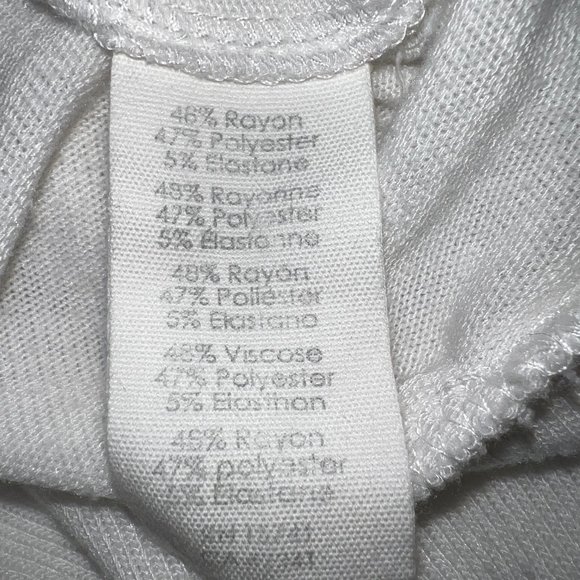 48% Rayon
47% Polyester
5% Elastane
48% Rayonne
47% Polyester
5% Élasthanne
48% Rayon
47% Poliéster
5% Elastano
48% Viscose
47% Polyester
5% Elasthan
48% Rayon
47% polyester
Elastane